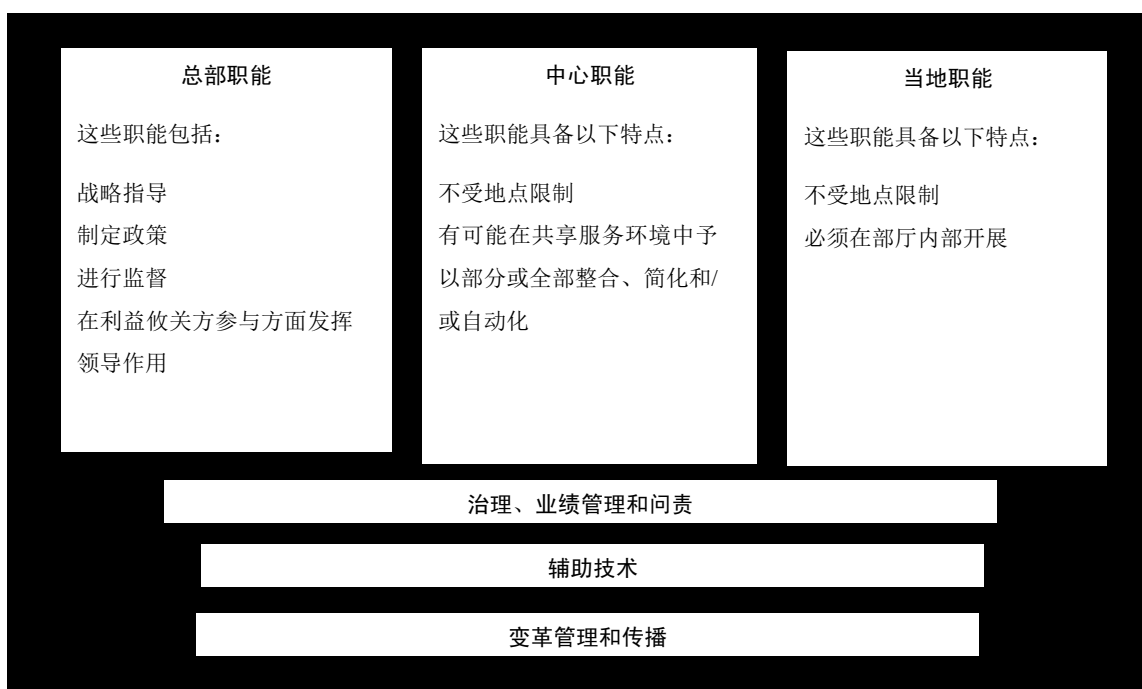 总部职能
这些职能包括：
战略指导
制定政策
进行监督
在利益攸关方参与方面发挥
领导作用
中心职能
这些职能具备以下特点：
不受地点限制
有可能在共享服务环境中予
以部分或全部整合、简化和/
或自动化
当地职能
这些职能具备以下特点：
不受地点限制
必须在部厅内部开展
治理、业绩管理和问责
辅助技术
变革管理和传播